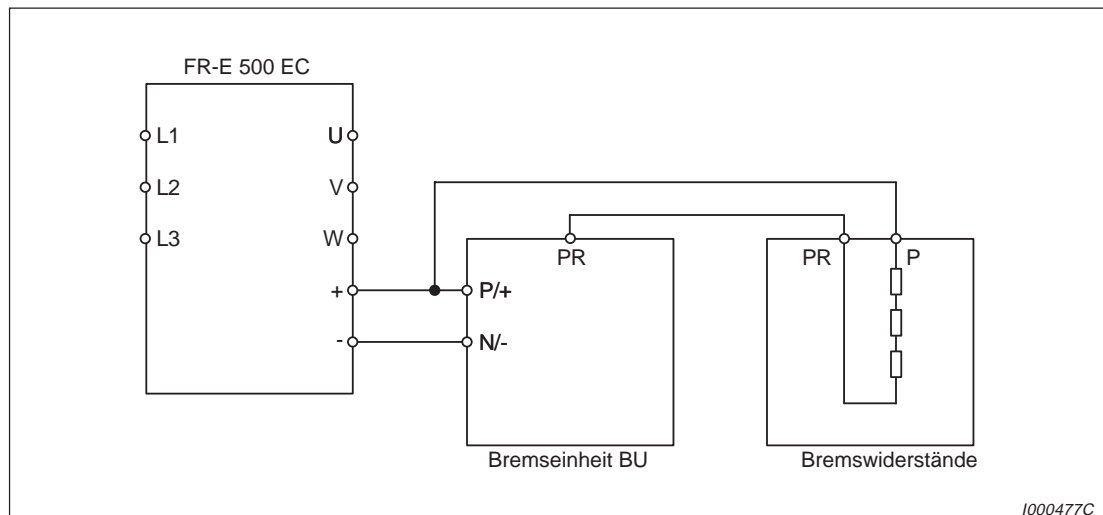 FR-E 500 EC
L1
U
L2
V
L3
W
PR
PR
P
+
P/+
-
N/-
Bremseinheit BU
Bremswiderstände
I000477C